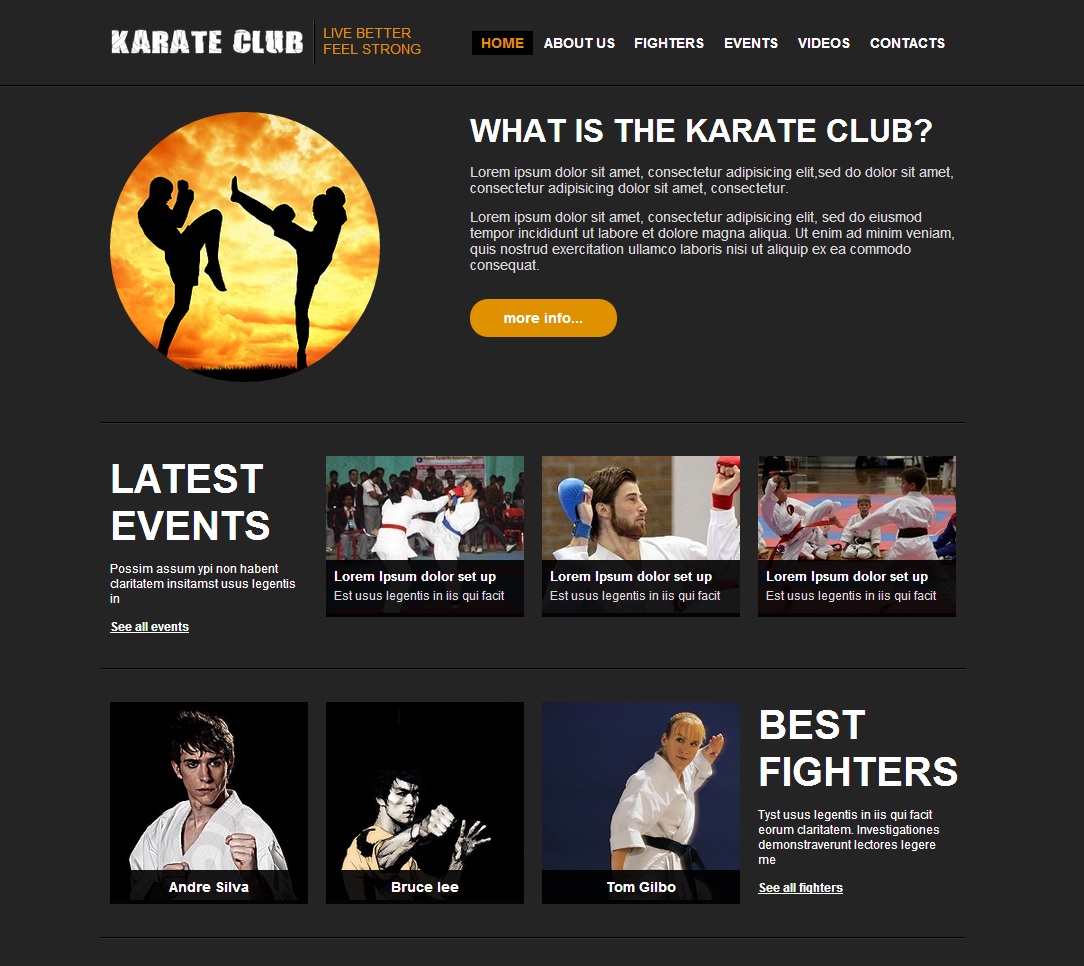 KARATE CLUB
LIVE BETTER
FEEL STRONG
HOME ABOUT US FIGHTERS EVENTS VIDEOS CONTACTS
WHAT IS THE KARATE CLUB?
Lorem ipsum dolor sit amet, consectetur adipisicing elit,sed do dolor sit amet,
consectetur adipisicing dolor sit amet, consectetur.
Lorem ipsum dolor sit amet, consectetur adipisicing elit, sed do eiusmod
tempor incididunt ut labore et dolore magna aliqua. Ut enim ad minim veniam,
quis nostrud exercitation ullamco laboris nisi ut aliquip ex ea commodo
consequat.
more info...
LATEST
EVENTS
Possim assum ypi non habent
claritatem insitamst usus legentis
in
See all events
Lorem Ipsum dolor set up
Est usus legentis in iis qui facit
Lorem Ipsum dolor set up
Est usus legentis in iis qui facit
Lorem Ipsum dolor set up
Est usus legentis in iis qui facit
Andre Silva
Bruce lee
Tom Gilbo
BEST
FIGHTERS
Tyst usus legentis in iis qui facit
eorum claritatem. Investigationes
demonstraverunt lectores legere
me
See all fighters